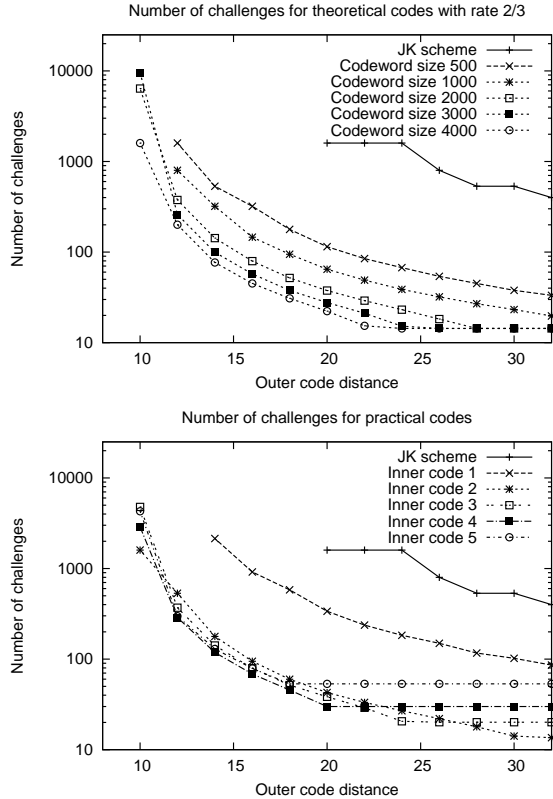 Number of challenges for theoretical codes with rate 2/3
JK scheme
Codeword size 500
Codeword size 1000
Codeword size 2000
Codeword size 3000
Codeword size 4000
10000
1000
100
10
Number of challenges
10 15 20 25 30
Outer code distance
Number of challenges for practical codes
JK scheme
Inner code 1
Inner code 2
Inner code 3
Inner code 4
Inner code 5
10000
1000
100
10
Number of challenges
10 15 20 25 30
Outer code distance